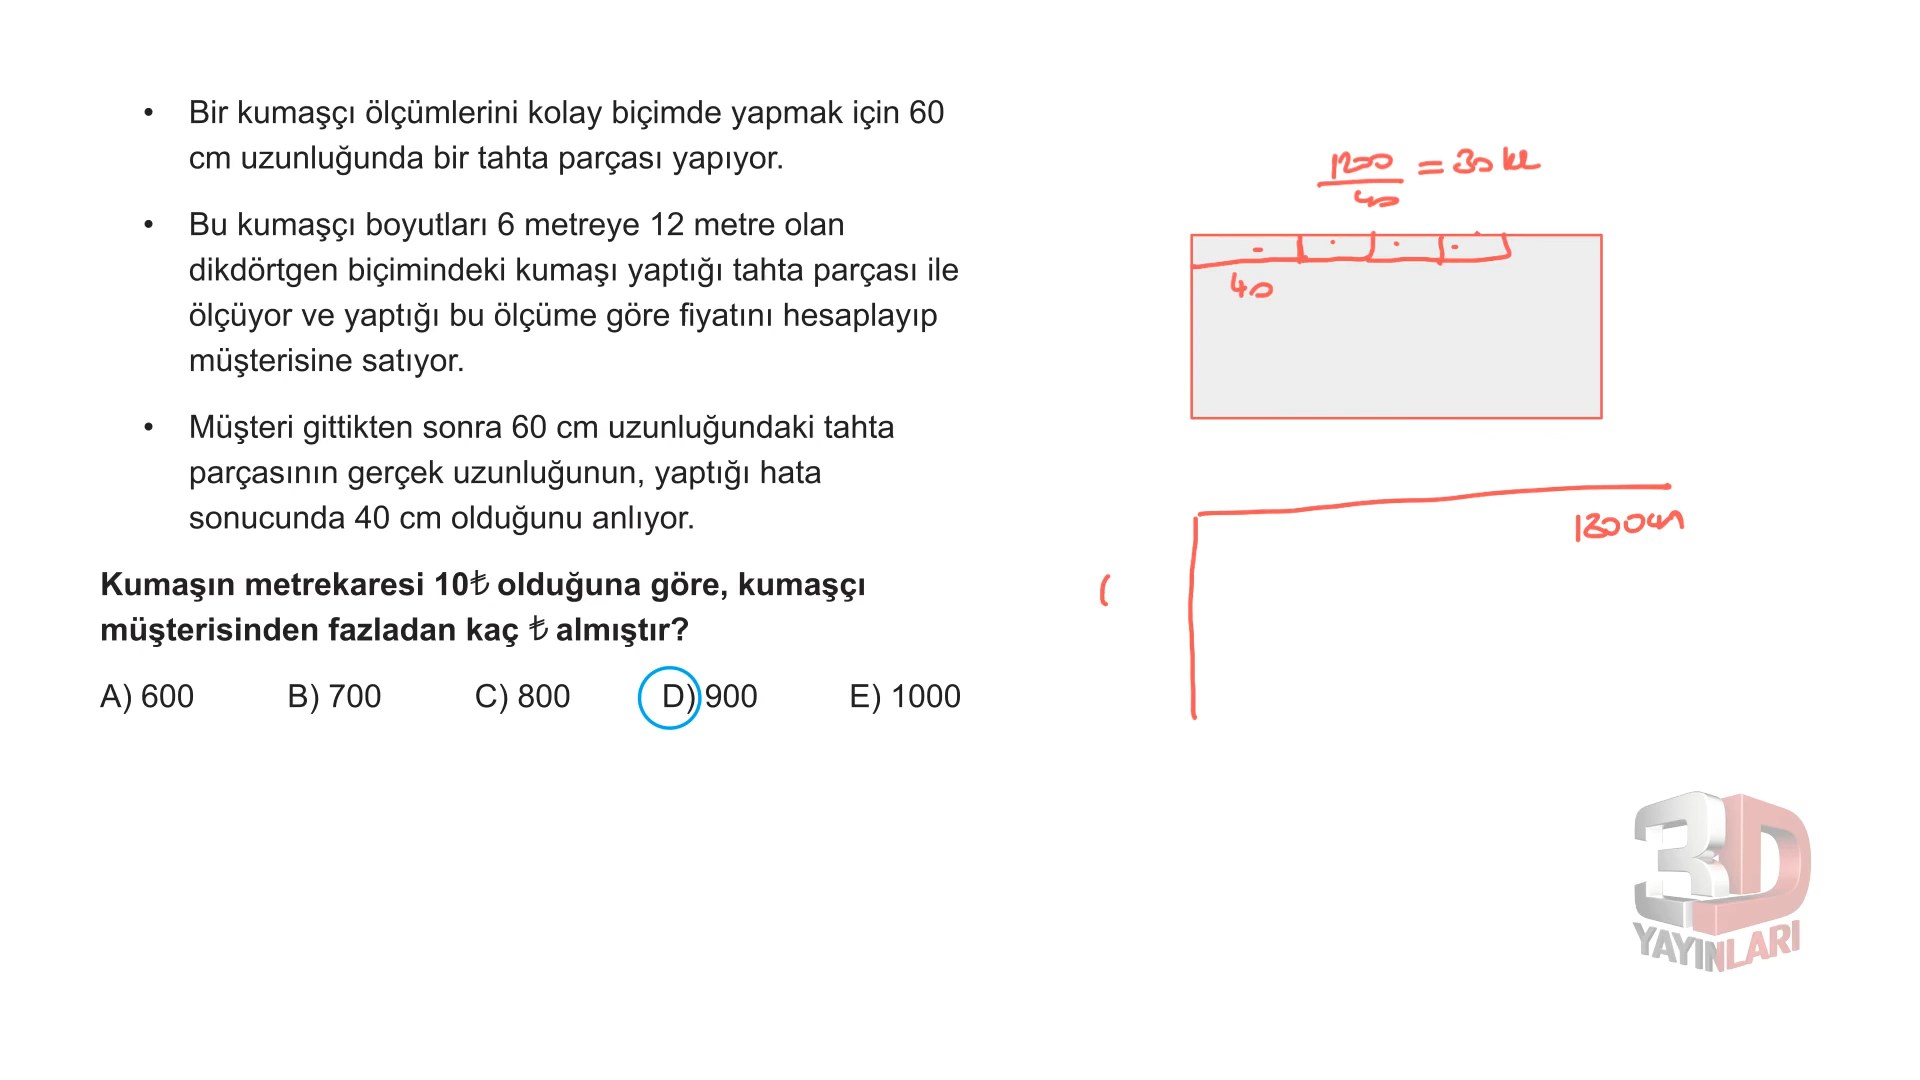 • Bir kumaşçı ölçümlerini kolay biçimde yapmak için 60
cm uzunluğunda bir tahta parçası yapıyor.
• Bu kumaşçı boyutları 6 metreye 12 metre olan
dikdörtgen biçimindeki kumaşı yaptığı tahta parçası ile
ölçüyor ve yaptığı bu ölçüme göre fiyatını hesaplayıp
müşterisine satıyor.
• Müşteri gittikten sonra 60 cm uzunluğundaki tahta
parçasının gerçek uzunluğunun, yaptığı hata
sonucunda 40 cm olduğunu anlıyor.
Kumaşın metrekaresi 10₺ olduğuna göre, kumaşçı
müşterisinden fazladan kaç ₺ almıştır?
A) 600 B) 700 C) 800 D) 900 E) 1000
1200
40
= 30 kez
40
1800cm
3D
YAYINLARI